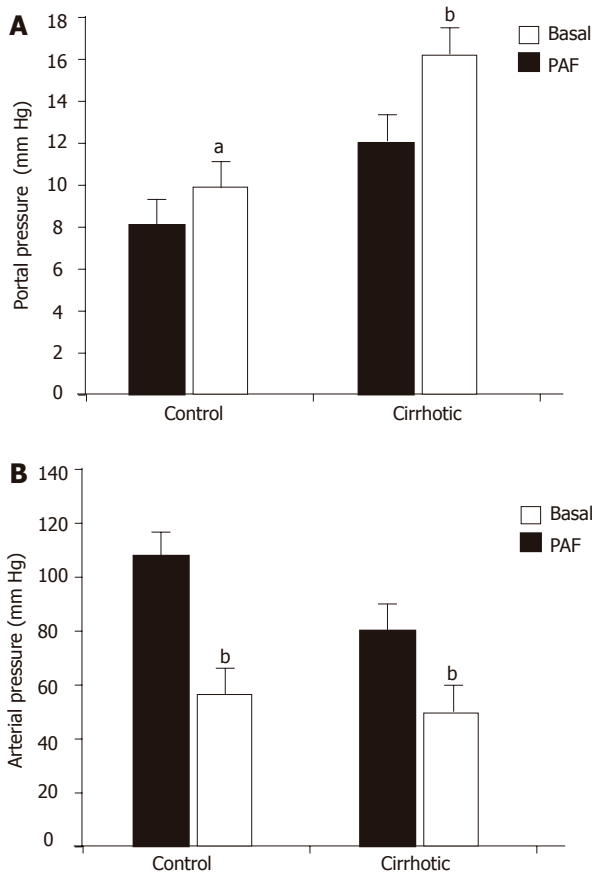 A
Portal pressure (mm Hg)
18
16
14
12
10
8
6
4
2
0
a
b
Basal
PAF
Control
Cirrhotic
B
Arterial pressure (mm Hg)
140
120
100
80
60
40
20
0
b
b
Basal
PAF
Control
Cirrhotic